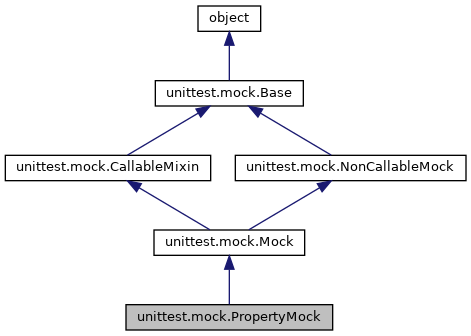 object
unittest.mock.Base
unittest.mock.CallableMixin
unittest.mock.NonCallableMock
unittest.mock.Mock
unittest.mock.PropertyMock